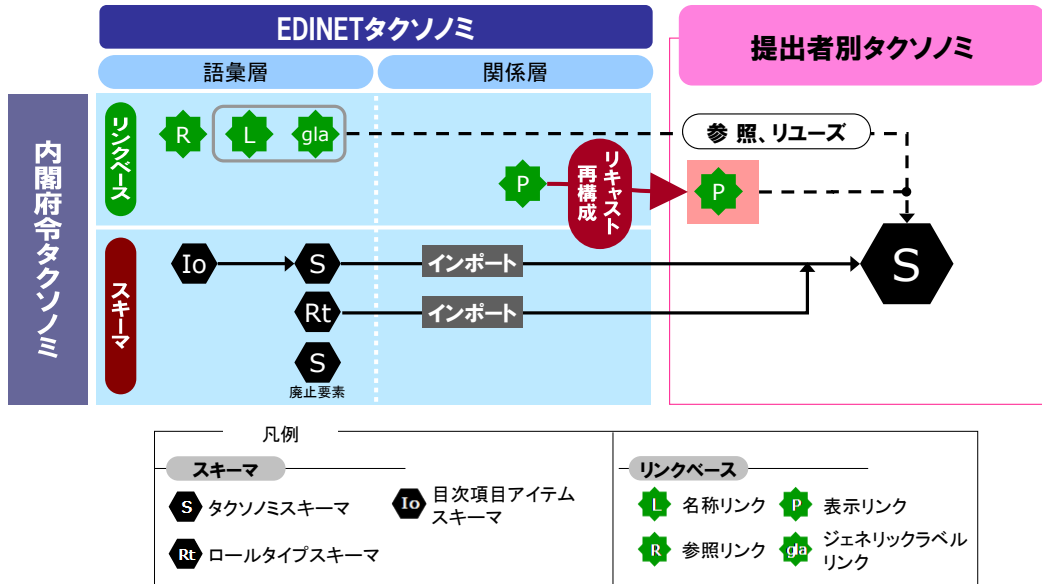 EDINETタクソノミ
提出者別タクソノミ
語彙層
関係層
内閣府令タクソノミ
リンクベース
R
L
gla
参照、リユーズ
P
リキャスト
再構成
P
スキーマ
Io
S
インポート
S
Rt
インポート
S
廃止要素
凡例
スキーマ
S タクソノミスキーマ
Io 目次項目アイテム
スキーマ
Rt ロールタイプスキーマ
リンクベース
L 名称リンク
P 表示リンク
R 参照リンク
gla ジェネリックラベル
リンク